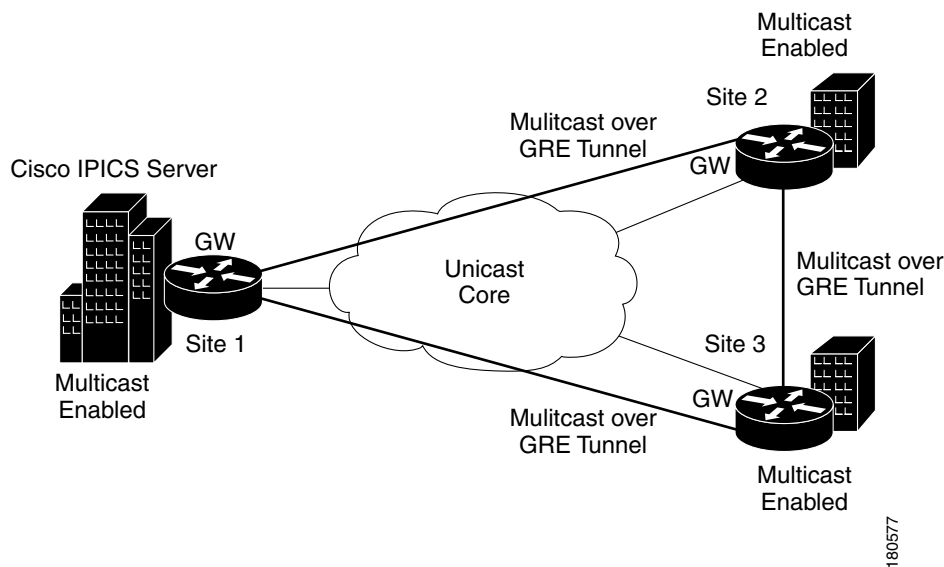 Multicast
Enabled
Site 2
Mulitcast over
GRE Tunnel
GW
Cisco IPICS Server
GW
Unicast
Core
Mulitcast over
GRE Tunnel
Site 1
Site 3
Multicast
Enabled
GW
Mulitcast over
GRE Tunnel
Multicast
Enabled
180577